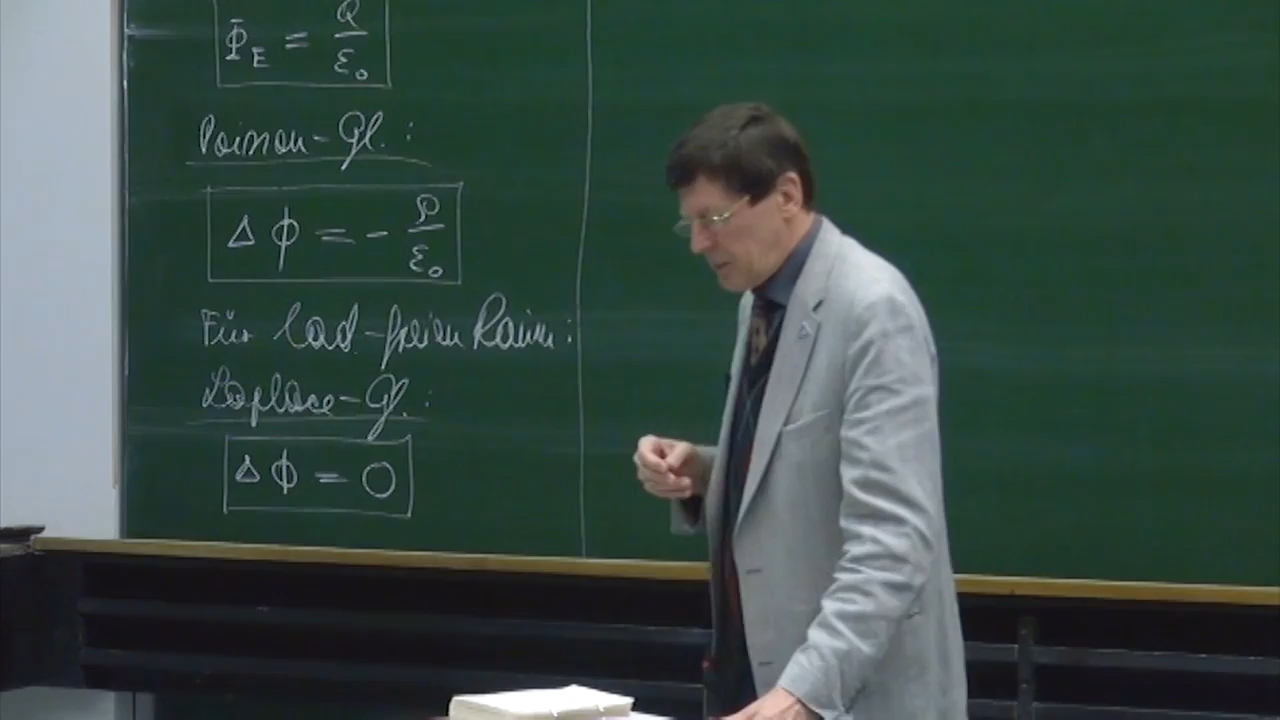 Φ_E = Q/ε₀
Poisson-Gl.:
Δϕ = - ρ/ε₀
Für lad.-freien Raum:
Laplace-Gl.:
Δϕ = 0